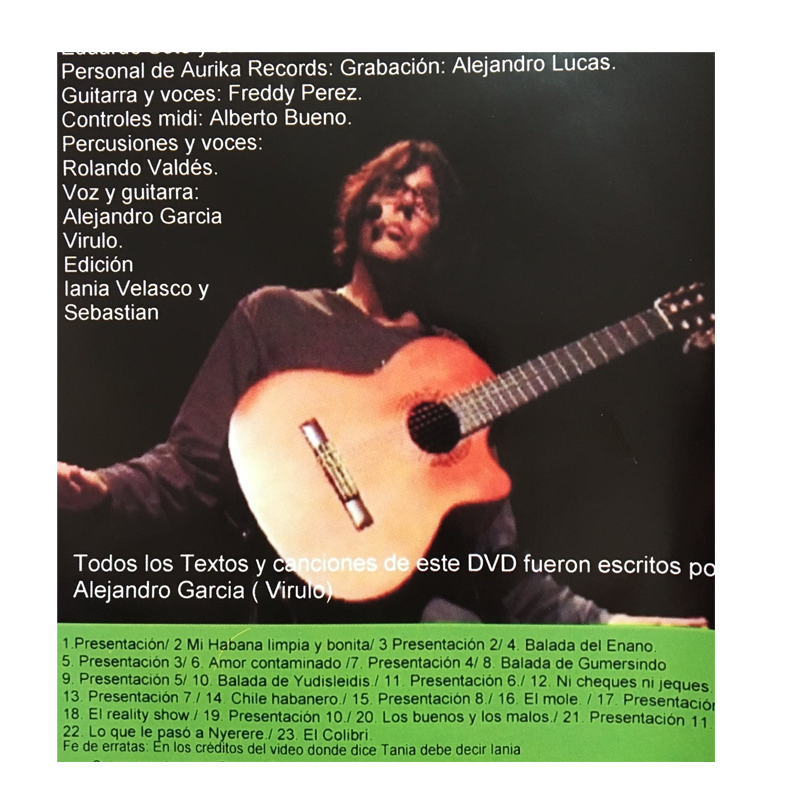 Personal de Aurika Records: Grabación: Alejandro Lucas.
Guitarra y voces: Freddy Perez.
Controles midi: Alberto Bueno.
Percusiones y voces:
Rolando Valdés.
Voz y guitarra:
Alejandro Garcia
Virulo.
Edición
Iania Velasco y
Sebastian
Todos los Textos y canciones de este DVD fueron escritos po
Alejandro Garcia ( Virulo)
1.Presentación/ 2 Mi Habana limpia y bonita/ 3 Presentación 2/ 4. Balada del Enano.
5. Presentación 3/ 6. Amor contaminado /7. Presentación 4/ 8. Balada de Gumersindo
9. Presentación 5/ 10. Balada de Yudisleidis./ 11. Presentación 6./ 12. Ni cheques ni jeques.
13. Presentación 7./ 14. Chile habanero./ 15. Presentación 8./ 16. El mole. / 17. Presentación
18. El reality show./ 19. Presentación 10./ 20. Los buenos y los malos./ 21. Presentación 11.
22. Lo que le pasó a Nyerere./ 23. El Colibri.
Fe de erratas: En los créditos del video donde dice Tania debe decir Iania